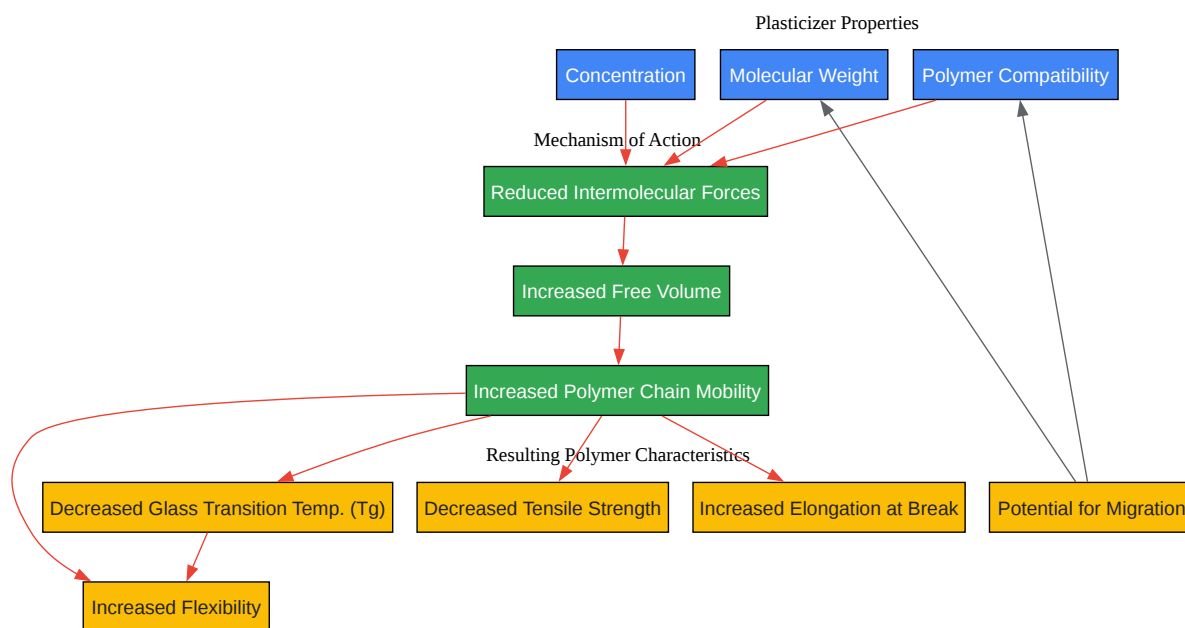 Plasticizer Properties
Concentration
Molecular Weight
Polymer Compatibility
Mechanism of Action
Reduced Intermolecular Forces
Increased Free Volume
Increased Polymer Chain Mobility
Resulting Polymer Characteristics
Decreased Glass Transition Temp. (Tg)
Decreased Tensile Strength
Increased Elongation at Break
Potential for Migration
Increased Flexibility